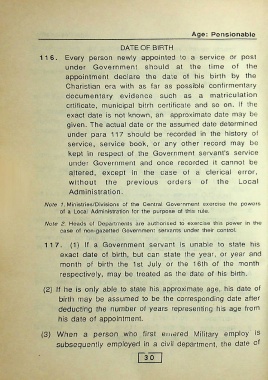 Age: Pensionable
DATE OF BIRTH
116. Every person newly appointed to a service or post
under Government should at the time of the
appointment declare the date of his birth by the
Charistian era with as far as possible confirmentary
documentary evidence such as a matriculation
crtificate, municipal birth certificate and so on. If the
exact date is not known, an approximate date may be
given. The actual date or the assumed date determined
under para 117 should be recorded in the history of
service, service book, or any other record may be
kept in respect of the Government servant's service
under Government and once recorded it cannot be
altered, except in the case of a clerical error,
without the previous orders of the Local
Administration.
Note 1. Ministries/Divisions of the Central Government exercise the powers
of a Local Administration for the purpose of this rule.
Note 2. Heads of Departments are authorised to exercise this power in the
case of non-gazetted Government servants under their control.
117. (1) If a Government servant is unable to state his
exact date of birth, but can state the year, or year and
month of birth the 1st July or the 16th of the month
respectively, may be treated as the date of his birth.
(2) If he is only able to state his approximate age, his date of
birth may be assumed to be the corresponding date after
deducting the number of years representing his age from
his date of appointment.
(3) When a person who first entered Military employ is
subsequently employed in a civil department, the date of
30